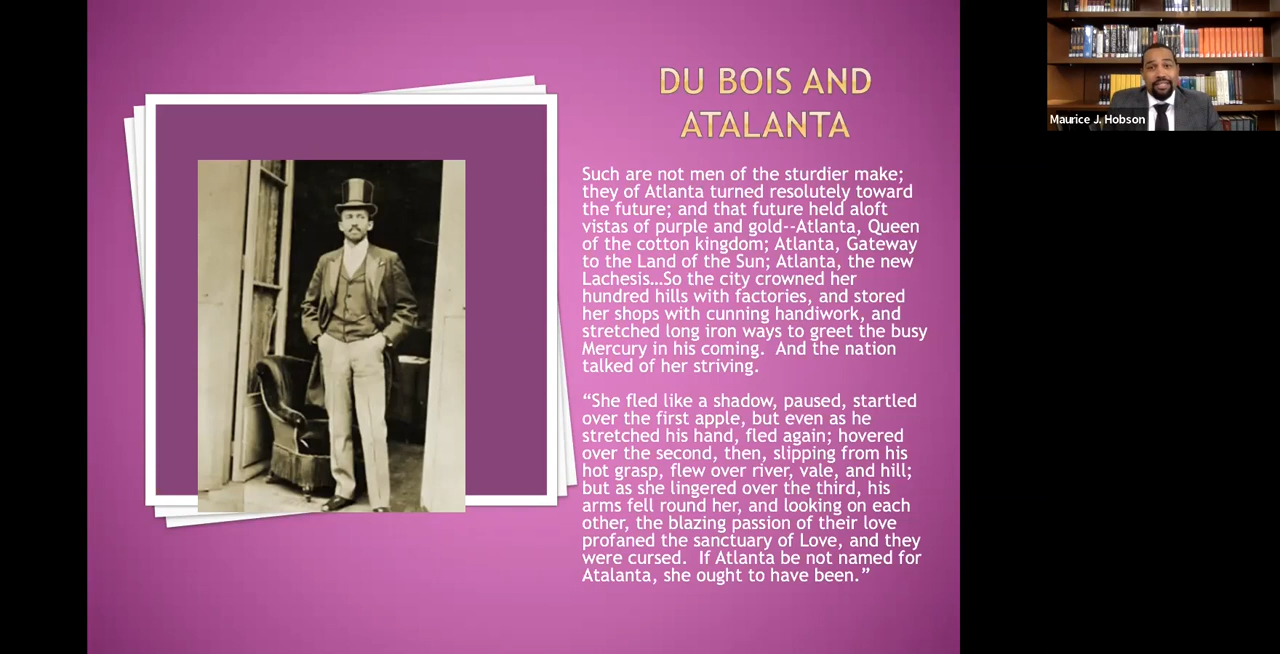 DU BOIS AND
ATALANTA
Such are not men of the sturdier make;
they of Atlanta turned resolutely toward
the future; and that future held aloft
vistas of purple and gold--Atlanta, Queen
of the cotton kingdom; Atlanta, Gateway
to the Land of the Sun; Atlanta, the new
Lachesis...So the city crowned her
hundred hills with factories, and stored
her shops with cunning handiwork, and
stretched long iron ways to greet the busy
Mercury in his coming.  And the nation
talked of her striving.
“She fled like a shadow, paused, startled
over the first apple, but even as he
stretched his hand, fled again; hovered
over the second, then, slipping from his
hot grasp, flew over river, vale, and hill;
but as she lingered over the third, his
arms fell round her, and looking on each
other, the blazing passion of their love
profaned the sanctuary of Love, and they
were cursed.  If Atlanta be not named for
Atalanta, she ought to have been.”
Maurice J. Hobson